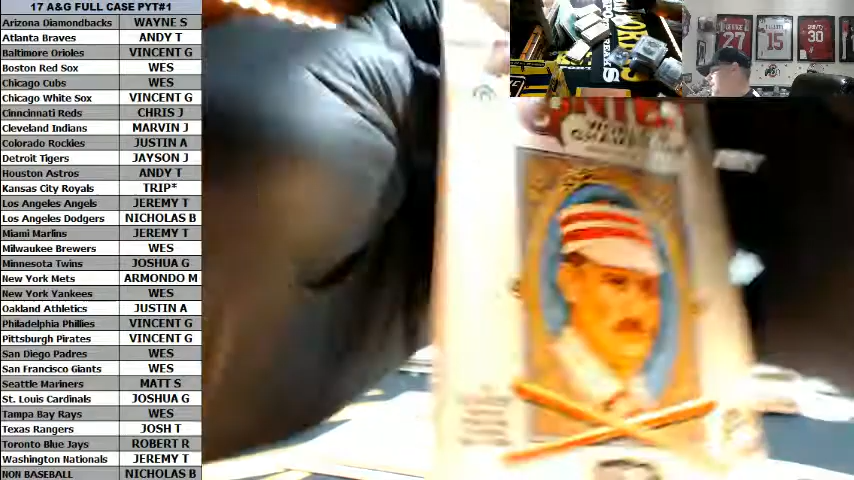 17 A&G FULL CASE PYT#1
Arizona Diamondbacks WAYNE S
Atlanta Braves ANDY T
Baltimore Orioles VINCENT G
Boston Red Sox WES
Chicago Cubs WES
Chicago White Sox VINCENT G
Cinncinnati Reds CHRIS J
Cleveland Indians MARVIN J
Colorado Rockies JUSTIN A
Detroit Tigers JAYSON J
Houston Astros ANDY T
Kansas City Royals TRIP*
Los Angeles Angels JEREMY T
Los Angeles Dodgers NICHOLAS B
Miami Marlins JEREMY T
Milwaukee Brewers WES
Minnesota Twins JOSHUA G
New York Mets ARMONDO M
New York Yankees WES
Oakland Athletics JUSTIN A
Philadelphia Phillies VINCENT G
Pittsburgh Pirates VINCENT G
San Diego Padres WES
San Francisco Giants WES
Seattle Mariners MATT S
St. Louis Cardinals JOSHUA G
Tampa Bay Rays WES
Texas Rangers JOSH T
Toronto Blue Jays ROBERT R
Washington Nationals JEREMY T
NON BASEBALL NICHOLAS B
27
15
30